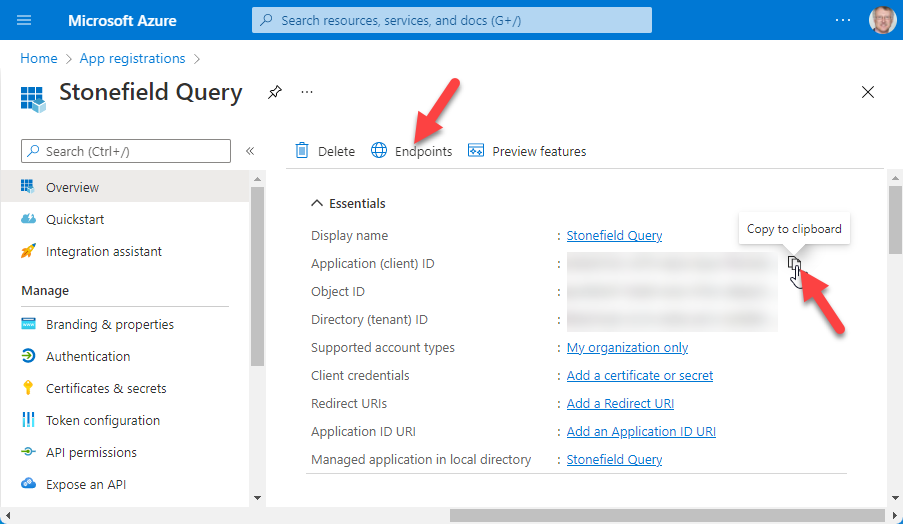 Microsoft Azure
Search resources, services, and docs (G+/)
Home > App registrations >
Stonefield Query
Search (Ctrl+/)
Overview
Quickstart
Integration assistant
Manage
Branding & properties
Authentication
Certificates & secrets
Token configuration
API permissions
Expose an API
Delete
Endpoints
Preview features
Essentials
Display name : Stonefield Query
Copy to clipboard
Application (client) ID :
Object ID :
Directory (tenant) ID :
Supported account types : My organization only
Client credentials : Add a certificate or secret
Redirect URIs : Add a Redirect URI
Application ID URI : Add an Application ID URI
Managed application in local directory : Stonefield Query